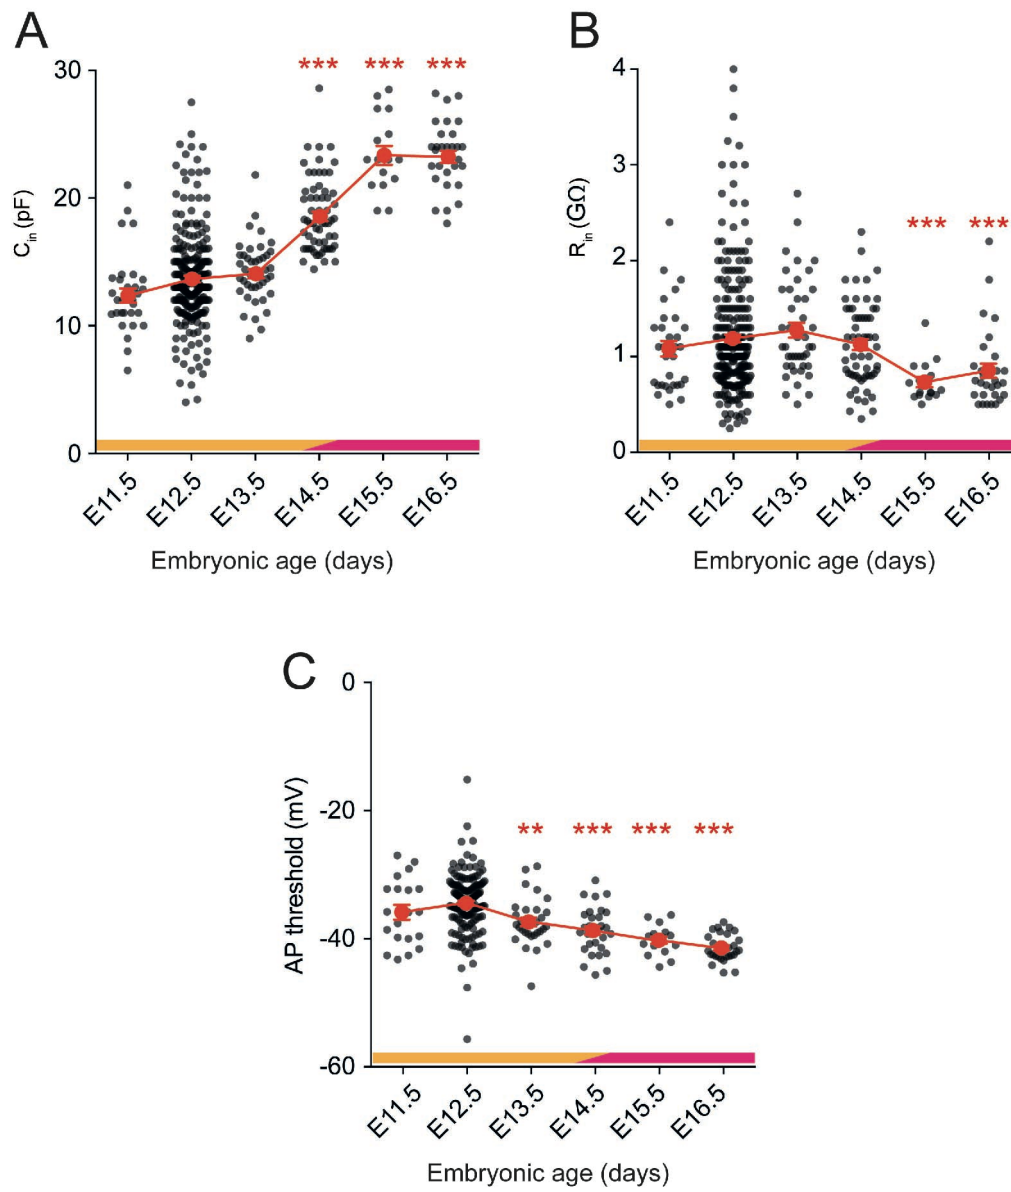 A
C_in (pF)
30
20
10
0
*** *** ***
E11.5 E12.5 E13.5 E14.5 E15.5 E16.5
Embryonic age (days)
B
R_in (GΩ)
4
3
2
1
0
*** ***
E11.5 E12.5 E13.5 E14.5 E15.5 E16.5
Embryonic age (days)
C
AP threshold (mV)
0
-20
-40
-60
** *** *** ***
E11.5 E12.5 E13.5 E14.5 E15.5 E16.5
Embryonic age (days)